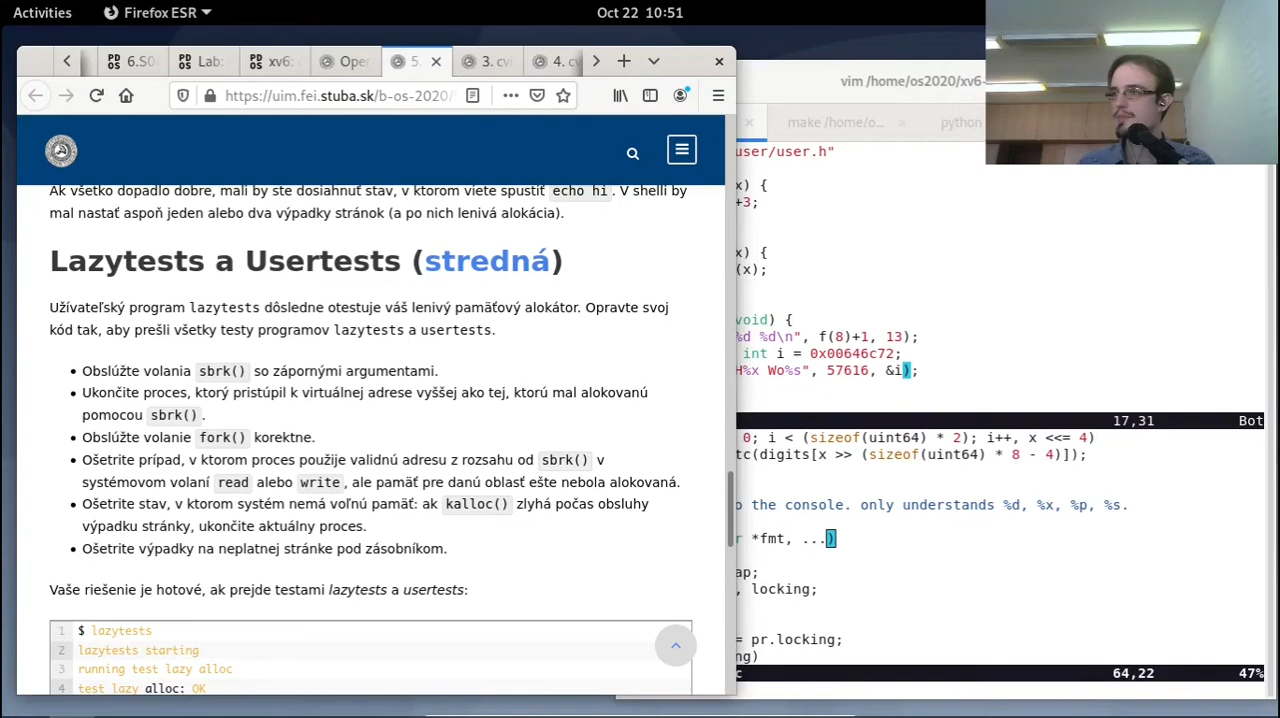 Activities
Firefox ESR
Oct 22 10:51
6.S0
Lab:
xv6:
Oper
5.
3. cvi
4. cv
https://uim.fei.stuba.sk/b-os-2020/
vim /home/os2020/xv6-
make /home/o...
python
Ak všetko dopadlo dobre, mali by ste dosiahnuť stav, v ktorom viete spustiť echo hi. V shelli by
mal nastať aspoň jeden alebo dva výpadky stránok (a po nich lenivá alokácia).
Lazytests a Usertests (stredná)
Užívateľský program lazytests dôsledne otestuje váš lenivý pamäťový alokátor. Opravte svoj
kód tak, aby prešli všetky testy programov lazytests a usertests.
• Obslúžte volania sbrk() so zápornými argumentami.
• Ukončite proces, ktorý pristúpil k virtuálnej adrese vyššej ako tej, ktorú mal alokovanú
pomocou sbrk().
• Obslúžte volanie fork() korektne.
• Ošetrite prípad, v ktorom proces použije validnú adresu z rozsahu od sbrk() v
systémovom volaní read alebo write, ale pamäť pre danú oblasť ešte nebola alokovaná.
• Ošetrite stav, v ktorom systém nemá voľnú pamäť: ak kalloc() zlyhá počas obsluhy
výpadku stránky, ukončite aktuálny proces.
• Ošetrite výpadky na neplatnej stránke pod zásobníkom.
Vaše riešenie je hotové, ak prejde testami lazytests a usertests:
1 $ lazytests
2 lazytests starting
3 running test lazy alloc
4 test lazy alloc: OK
user/user.h"
x) {
+3;
x) {
(x);
void) {
%d %d\n", f(8)+1, 13);
int i = 0x00646c72;
H%x Wo%s", 57616, &i);
17,31 Bot
0; i < (sizeof(uint64) * 2); i++, x <<= 4)
tc(digits[x >> (sizeof(uint64) * 8 - 4)]);
o the console. only understands %d, %x, %p, %s.
r *fmt, ...)
ap;
, locking;
= pr.locking;
ng)
c 64,22 47%